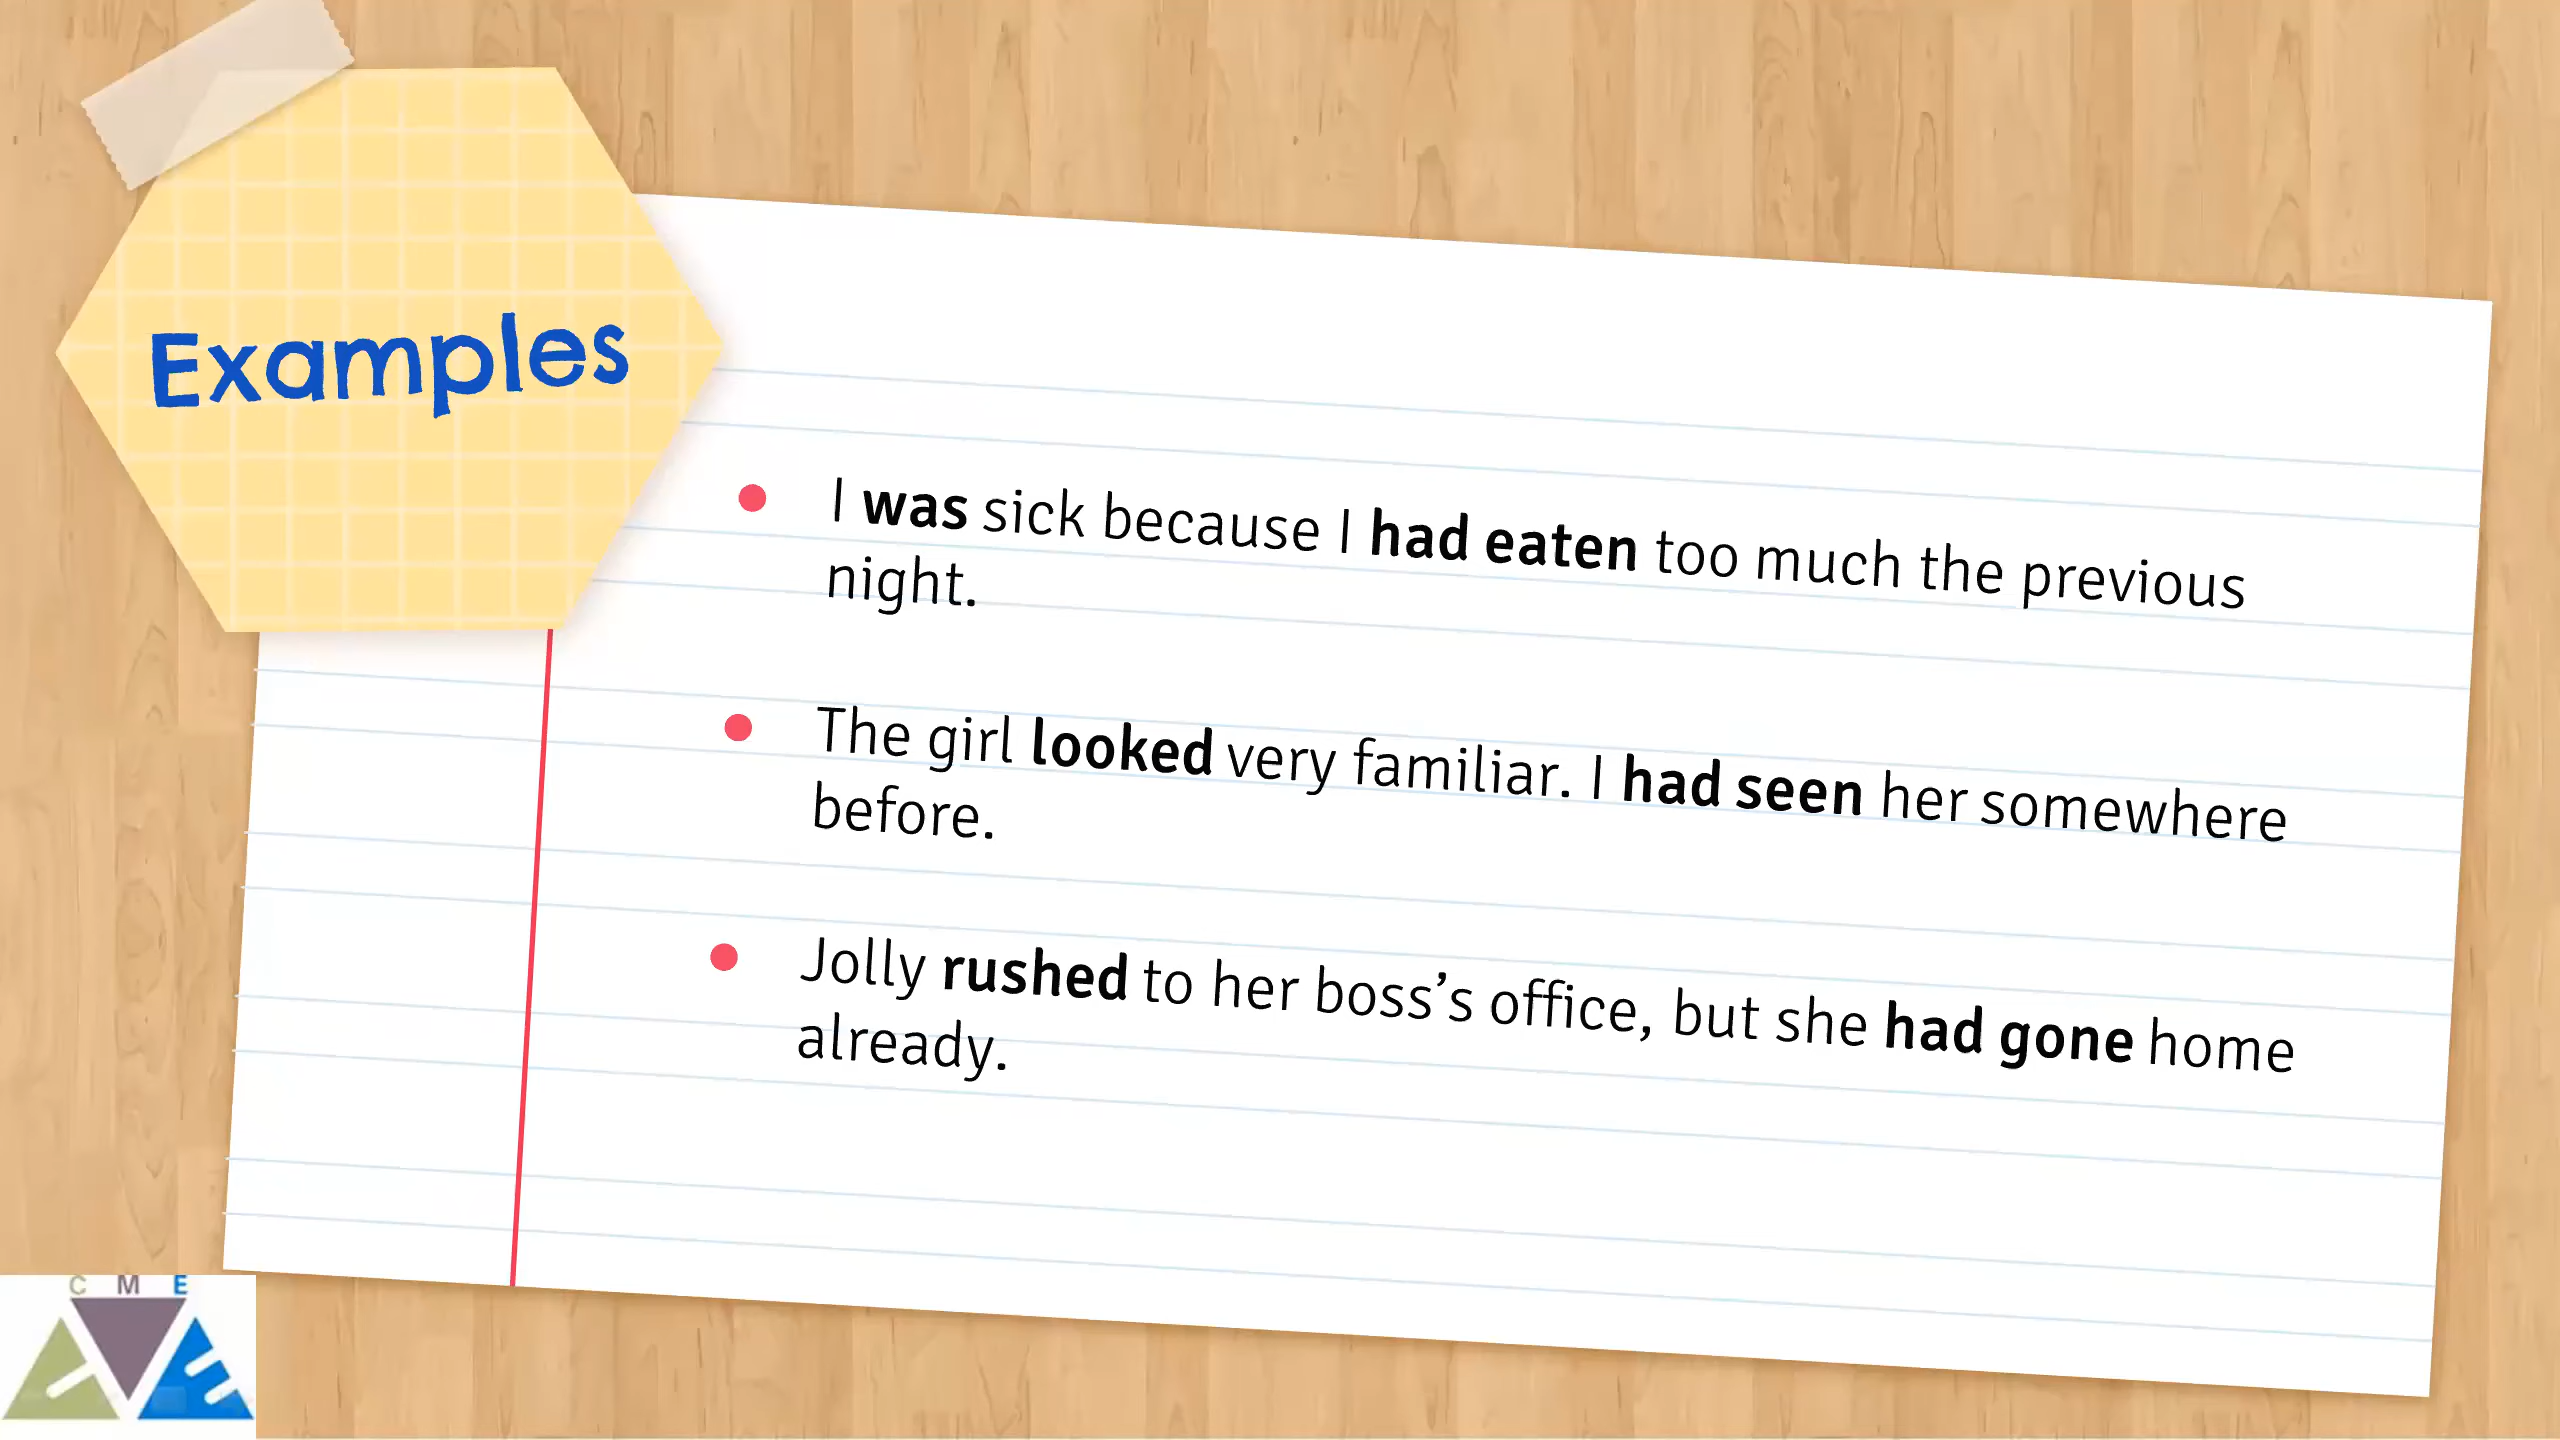 Examples
I was sick because I had eaten too much the previous
night.
The girl looked very familiar. I had seen her somewhere
before.
Jolly rushed to her boss’s office, but she had gone home
already.
C M E